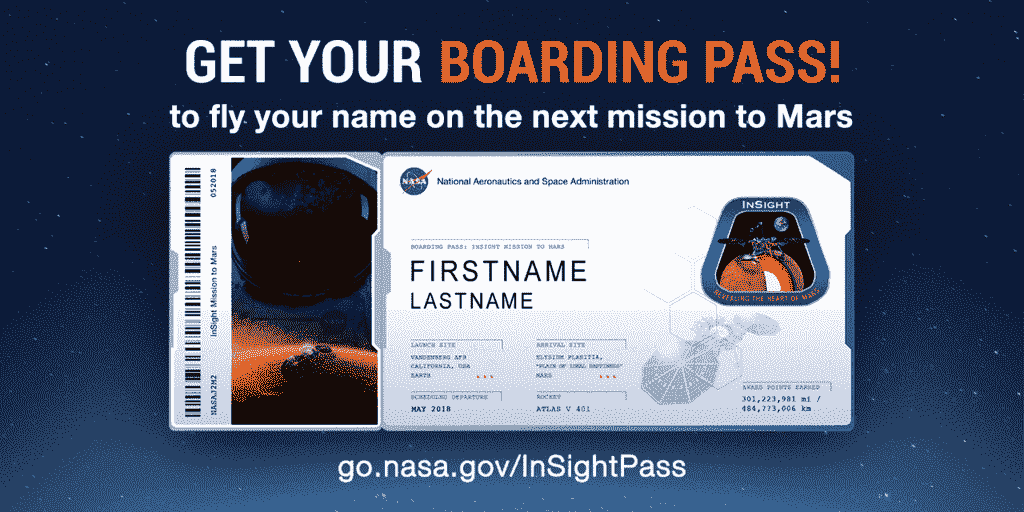 GET YOUR BOARDING PASS!
to fly your name on the next mission to Mars
052018
InSight Mission to Mars
NASAJ2M2
NASA
National Aeronautics and Space Administration
INSIGHT
REVEALING THE HEART OF MARS
BOARDING PASS: INSIGHT MISSION TO MARS
FIRSTNAME
LASTNAME
LAUNCH SITE
VANDENBERG AFB
CALIFORNIA, USA
EARTH
ARRIVAL SITE
ELYSIUM PLANITIA,
"PLAIN OF IDEAL HAPPINESS"
MARS
SCHEDULED DEPARTURE
MAY 2018
ROCKET
ATLAS V 401
AWARD POINTS EARNED
301,223,981 mi /
484,773,006 km
go.nasa.gov/InSightPass